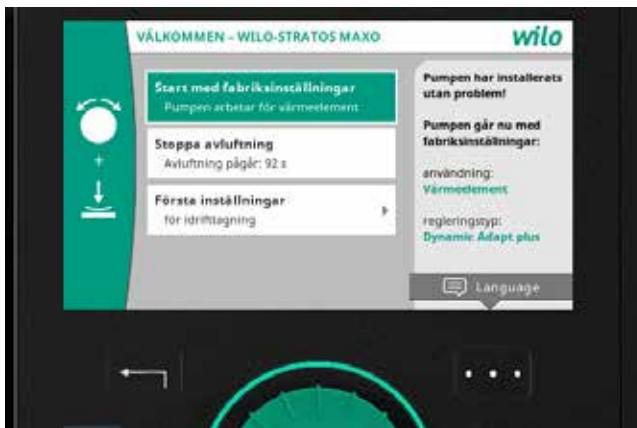 VÄLKOMMEN – WILO-STRATOS MAXO
wilo
Start med fabriksinställningar
Pumpen arbetar för värmeelement
Stoppa avluftning
Avluftning pågår: 92 s
Första inställningar
för idrifttagning
Pumpen har installerats
utan problem!
Pumpen går nu med
fabriksinställningar:
användning:
Värmeelement
regleringstyp:
Dynamic Adapt plus
Language